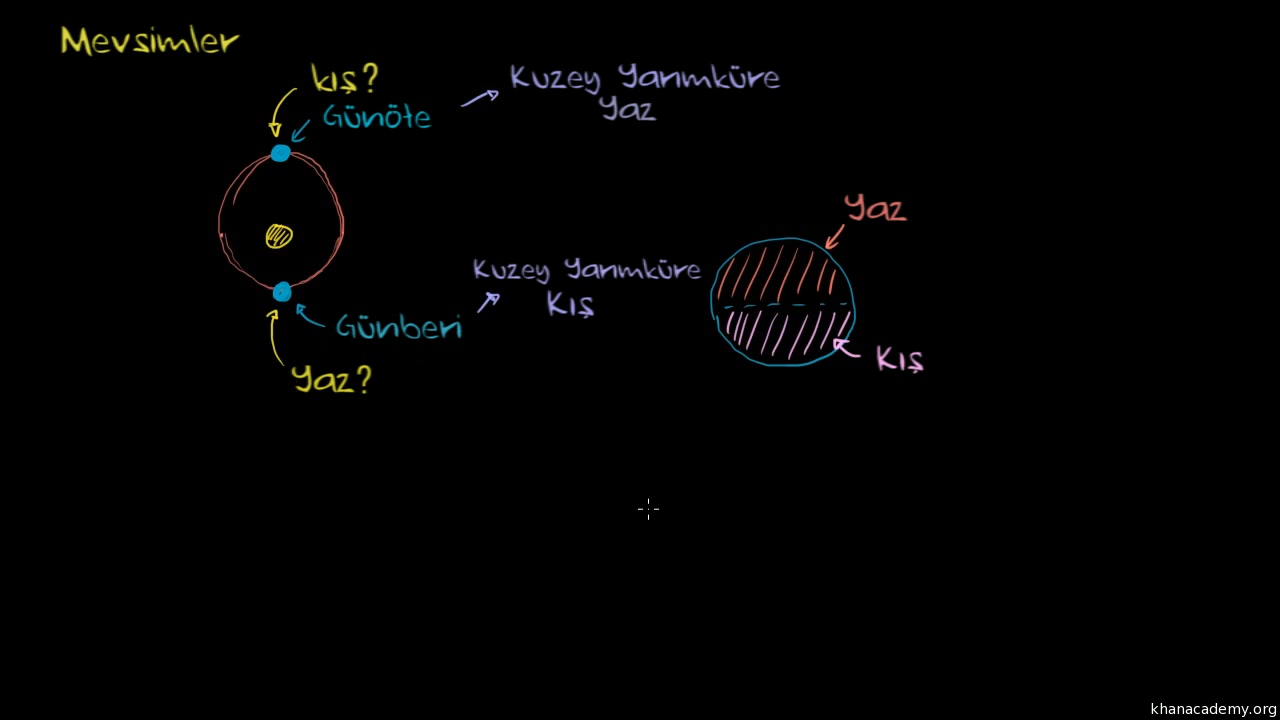 Mevsimler
kış?
Günöte
Kuzey Yarımküre
Yaz
Yaz
Kuzey Yarımküre
Kış
Günberi
Kış
Yaz?
khanacademy.org